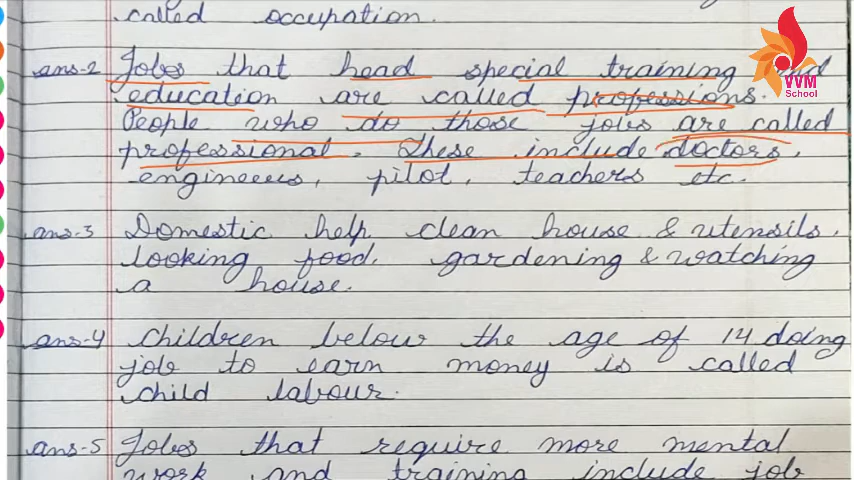 called occupation.
ans-2 Jobs that head special training and
education are called professions.
People who do those jobs are called
professional. These include doctors,
engineers, pilot, teachers etc.
ans-3 Domestic help clean house & utensils,
looking food, gardening & watching
a house.
ans-4 Children below the age of 14 doing
job to earn money is called
child labour.
ans-5 Jobs that require more mental
work and training include job
VVM
School